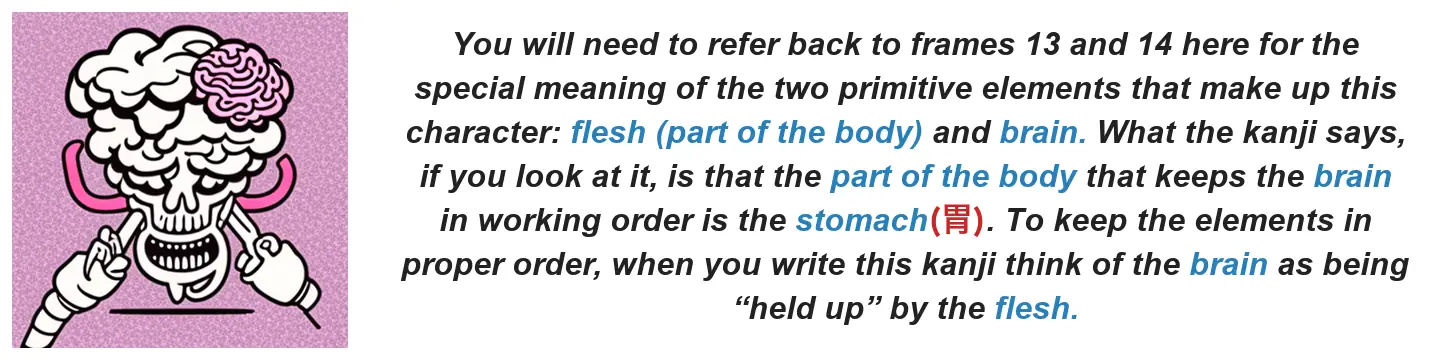 You will need to refer back to frames 13 and 14 here for the
special meaning of the two primitive elements that make up this
character: flesh (part of the body) and brain. What the kanji says,
if you look at it, is that the part of the body that keeps the brain
in working order is the stomach(胃). To keep the elements in
proper order, when you write this kanji think of the brain as being
“held up” by the flesh.